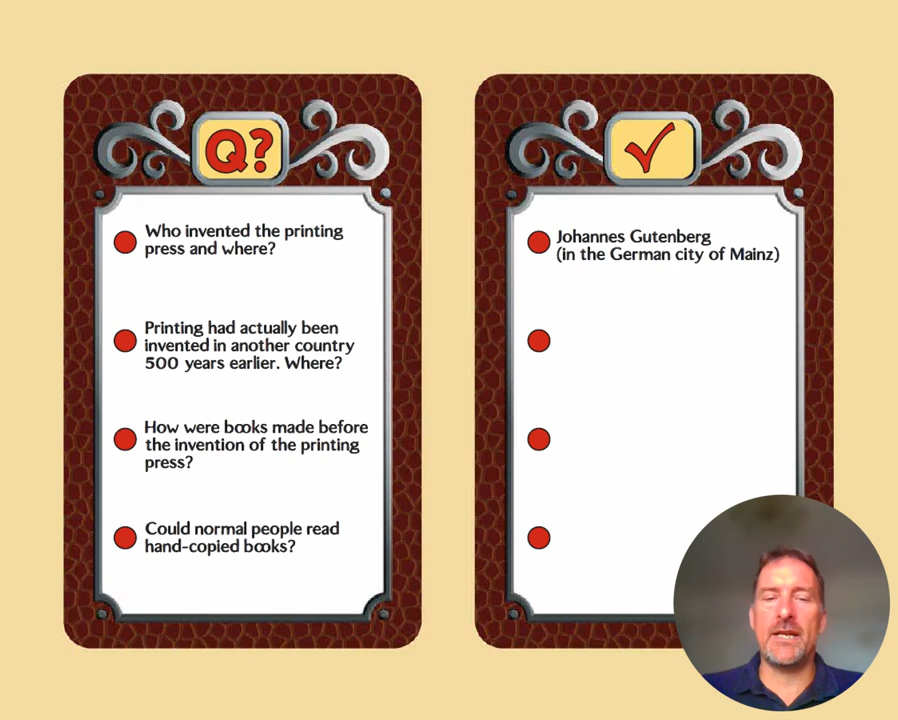 Q?
Who invented the printing
press and where?
Printing had actually been
invented in another country
500 years earlier. Where?
How were books made before
the invention of the printing
press?
Could normal people read
hand-copied books?
Johannes Gutenberg
(in the German city of Mainz)